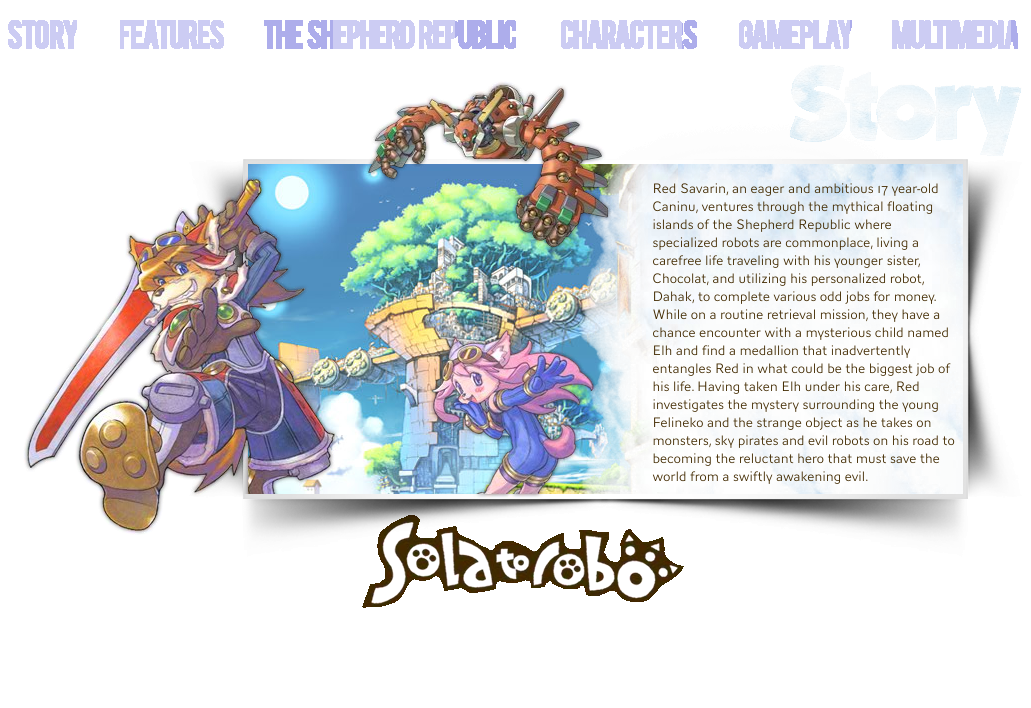 STORY FEATURES THE SHEPHERD REPUBLIC CHARACTERS GAMEPLAY MULTIMEDIA
Story
Red Savarin, an eager and ambitious 17 year-old
Caninu, ventures through the mythical floating
islands of the Shepherd Republic where
specialized robots are commonplace, living a
carefree life traveling with his younger sister,
Chocolat, and utilizing his personalized robot,
Dahak, to complete various odd jobs for money.
While on a routine retrieval mission, they have a
chance encounter with a mysterious child named
Elh and find a medallion that inadvertently
entangles Red in what could be the biggest job of
his life. Having taken Elh under his care, Red
investigates the mystery surrounding the young
Felineko and the strange object as he takes on
monsters, sky pirates and evil robots on his road to
becoming the reluctant hero that must save the
world from a swiftly awakening evil.
Solatorobo